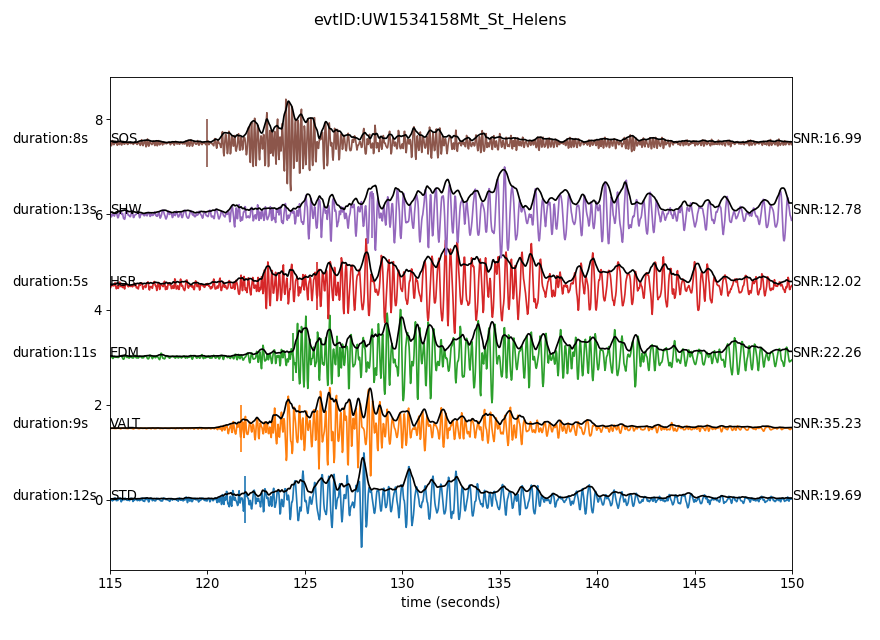 evtID:UW1534158Mt_St_Helens
8
duration:8s SOS SNR:16.99
duration:13s SHW SNR:12.78
6
duration:5s HSR SNR:12.02
4
duration:11s EDM SNR:22.26
2
duration:9s VALT SNR:35.23
duration:12s STD SNR:19.69
0
115 120 125 130 135 140 145 150
time (seconds)